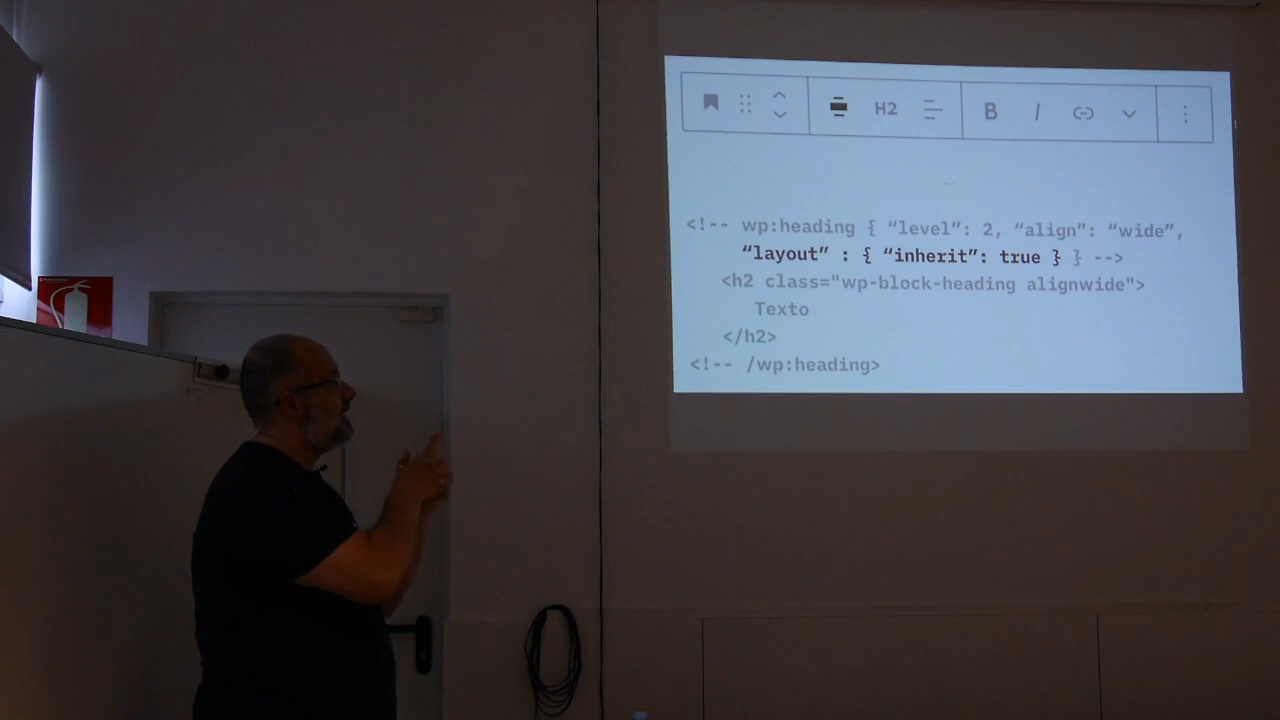 H2 B I
<!-- wp:heading { “level”: 2, “align”: “wide”,
“layout” : { “inherit”: true } } -->
<h2 class="wp-block-heading alignwide">
Texto
</h2>
<!-- /wp:heading>